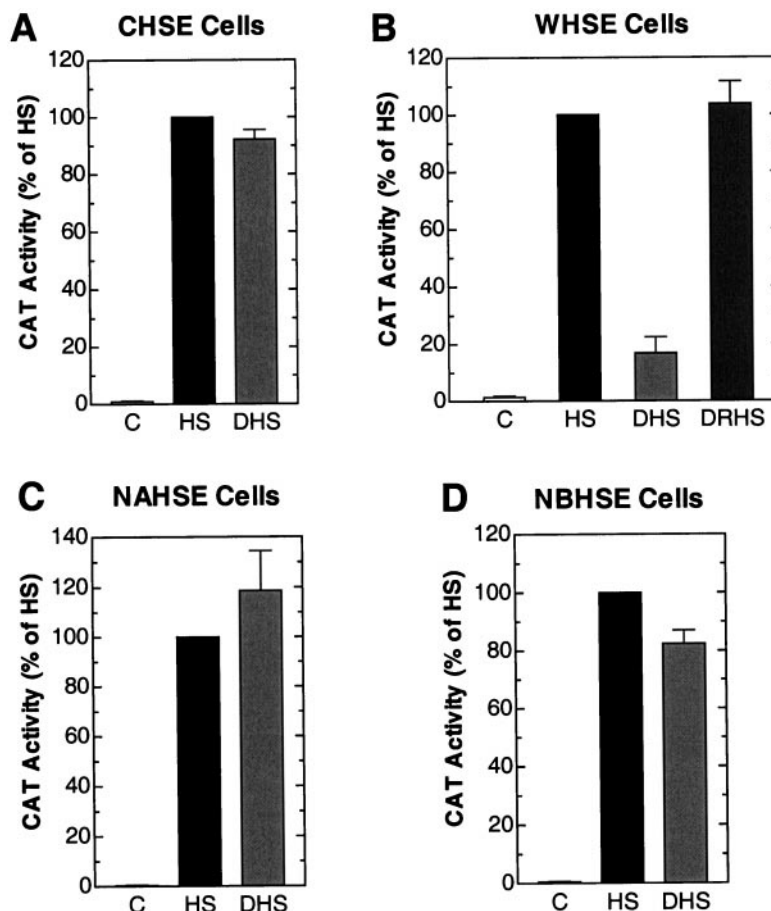 A CHSE Cells
CAT Activity (% of HS)
120
100
80
60
40
20
0
C HS DHS
B WHSE Cells
CAT Activity (% of HS)
120
100
80
60
40
20
0
C HS DHS DRHS
C NAHSE Cells
CAT Activity (% of HS)
140
120
100
80
60
40
20
0
C HS DHS
D NBHSE Cells
CAT Activity (% of HS)
120
100
80
60
40
20
0
C HS DHS